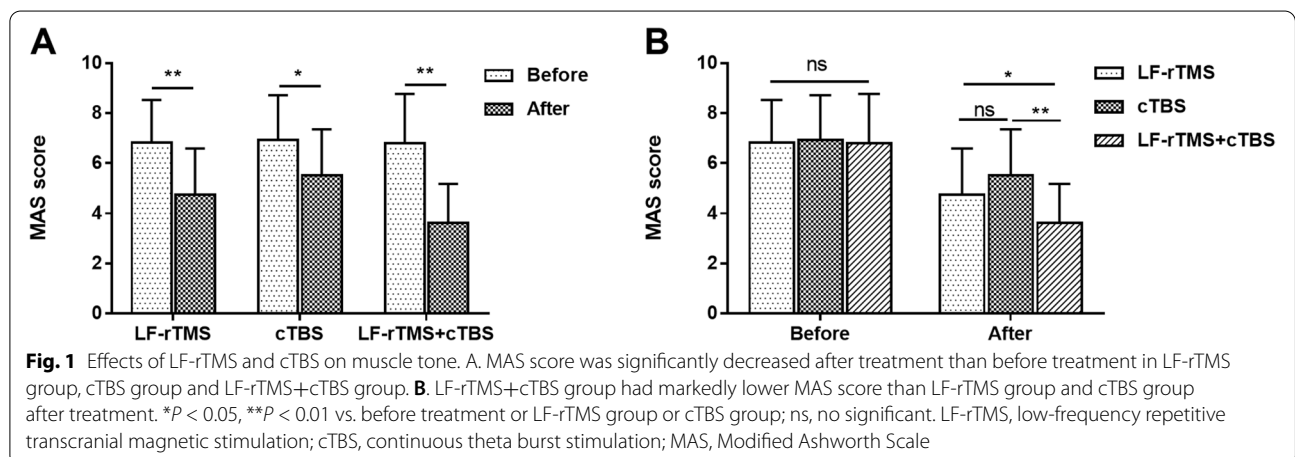 A
MAS score
10
8
6
4
2
0
**
*
**
Before
After
LF-rTMS
cTBS
LF-rTMS+cTBS
B
MAS score
10
8
6
4
2
0
ns
*
ns
**
LF-rTMS
cTBS
LF-rTMS+cTBS
Before
After
Fig. 1 Effects of LF-rTMS and cTBS on muscle tone. A. MAS score was significantly decreased after treatment than before treatment in LF-rTMS
group, cTBS group and LF-rTMS+cTBS group. B. LF-rTMS+cTBS group had markedly lower MAS score than LF-rTMS group and cTBS group
after treatment. *P < 0.05, **P < 0.01 vs. before treatment or LF-rTMS group or cTBS group; ns, no significant. LF-rTMS, low-frequency repetitive
transcranial magnetic stimulation; cTBS, continuous theta burst stimulation; MAS, Modified Ashworth Scale